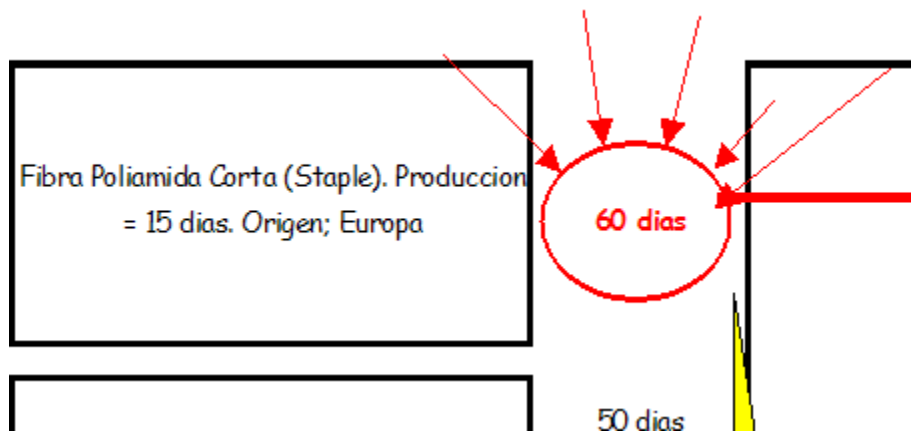 Fibra Poliamida Corta (Staple). Produccion
= 15 dias. Origen; Europa
60 dias
50 dias